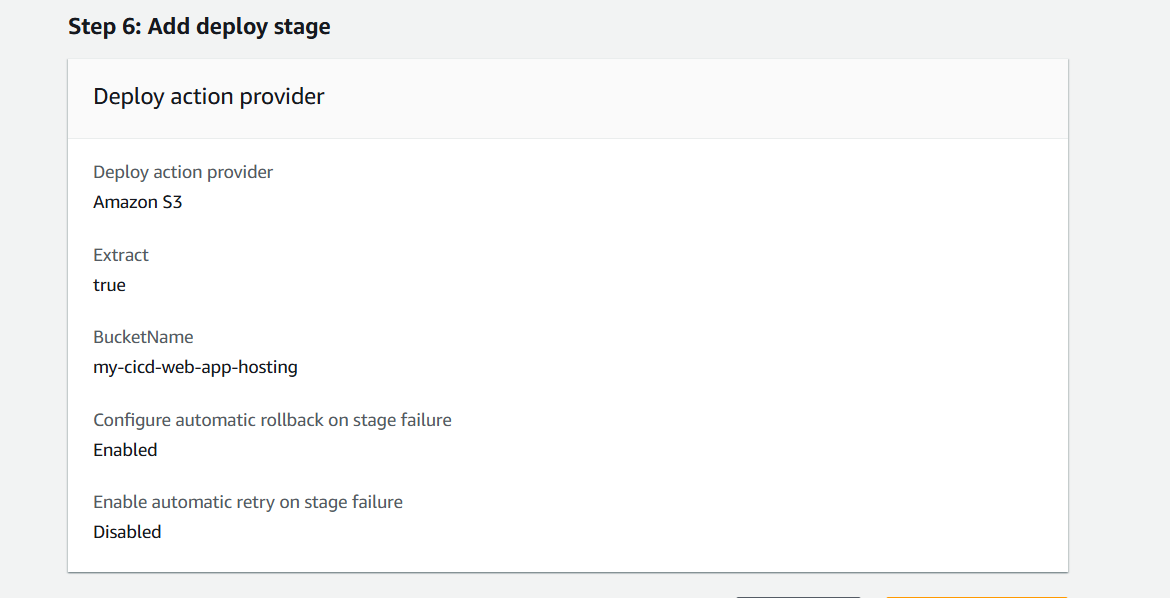 Step 6: Add deploy stage
Deploy action provider
Deploy action provider
Amazon S3
Extract
true
BucketName
my-cicd-web-app-hosting
Configure automatic rollback on stage failure
Enabled
Enable automatic retry on stage failure
Disabled